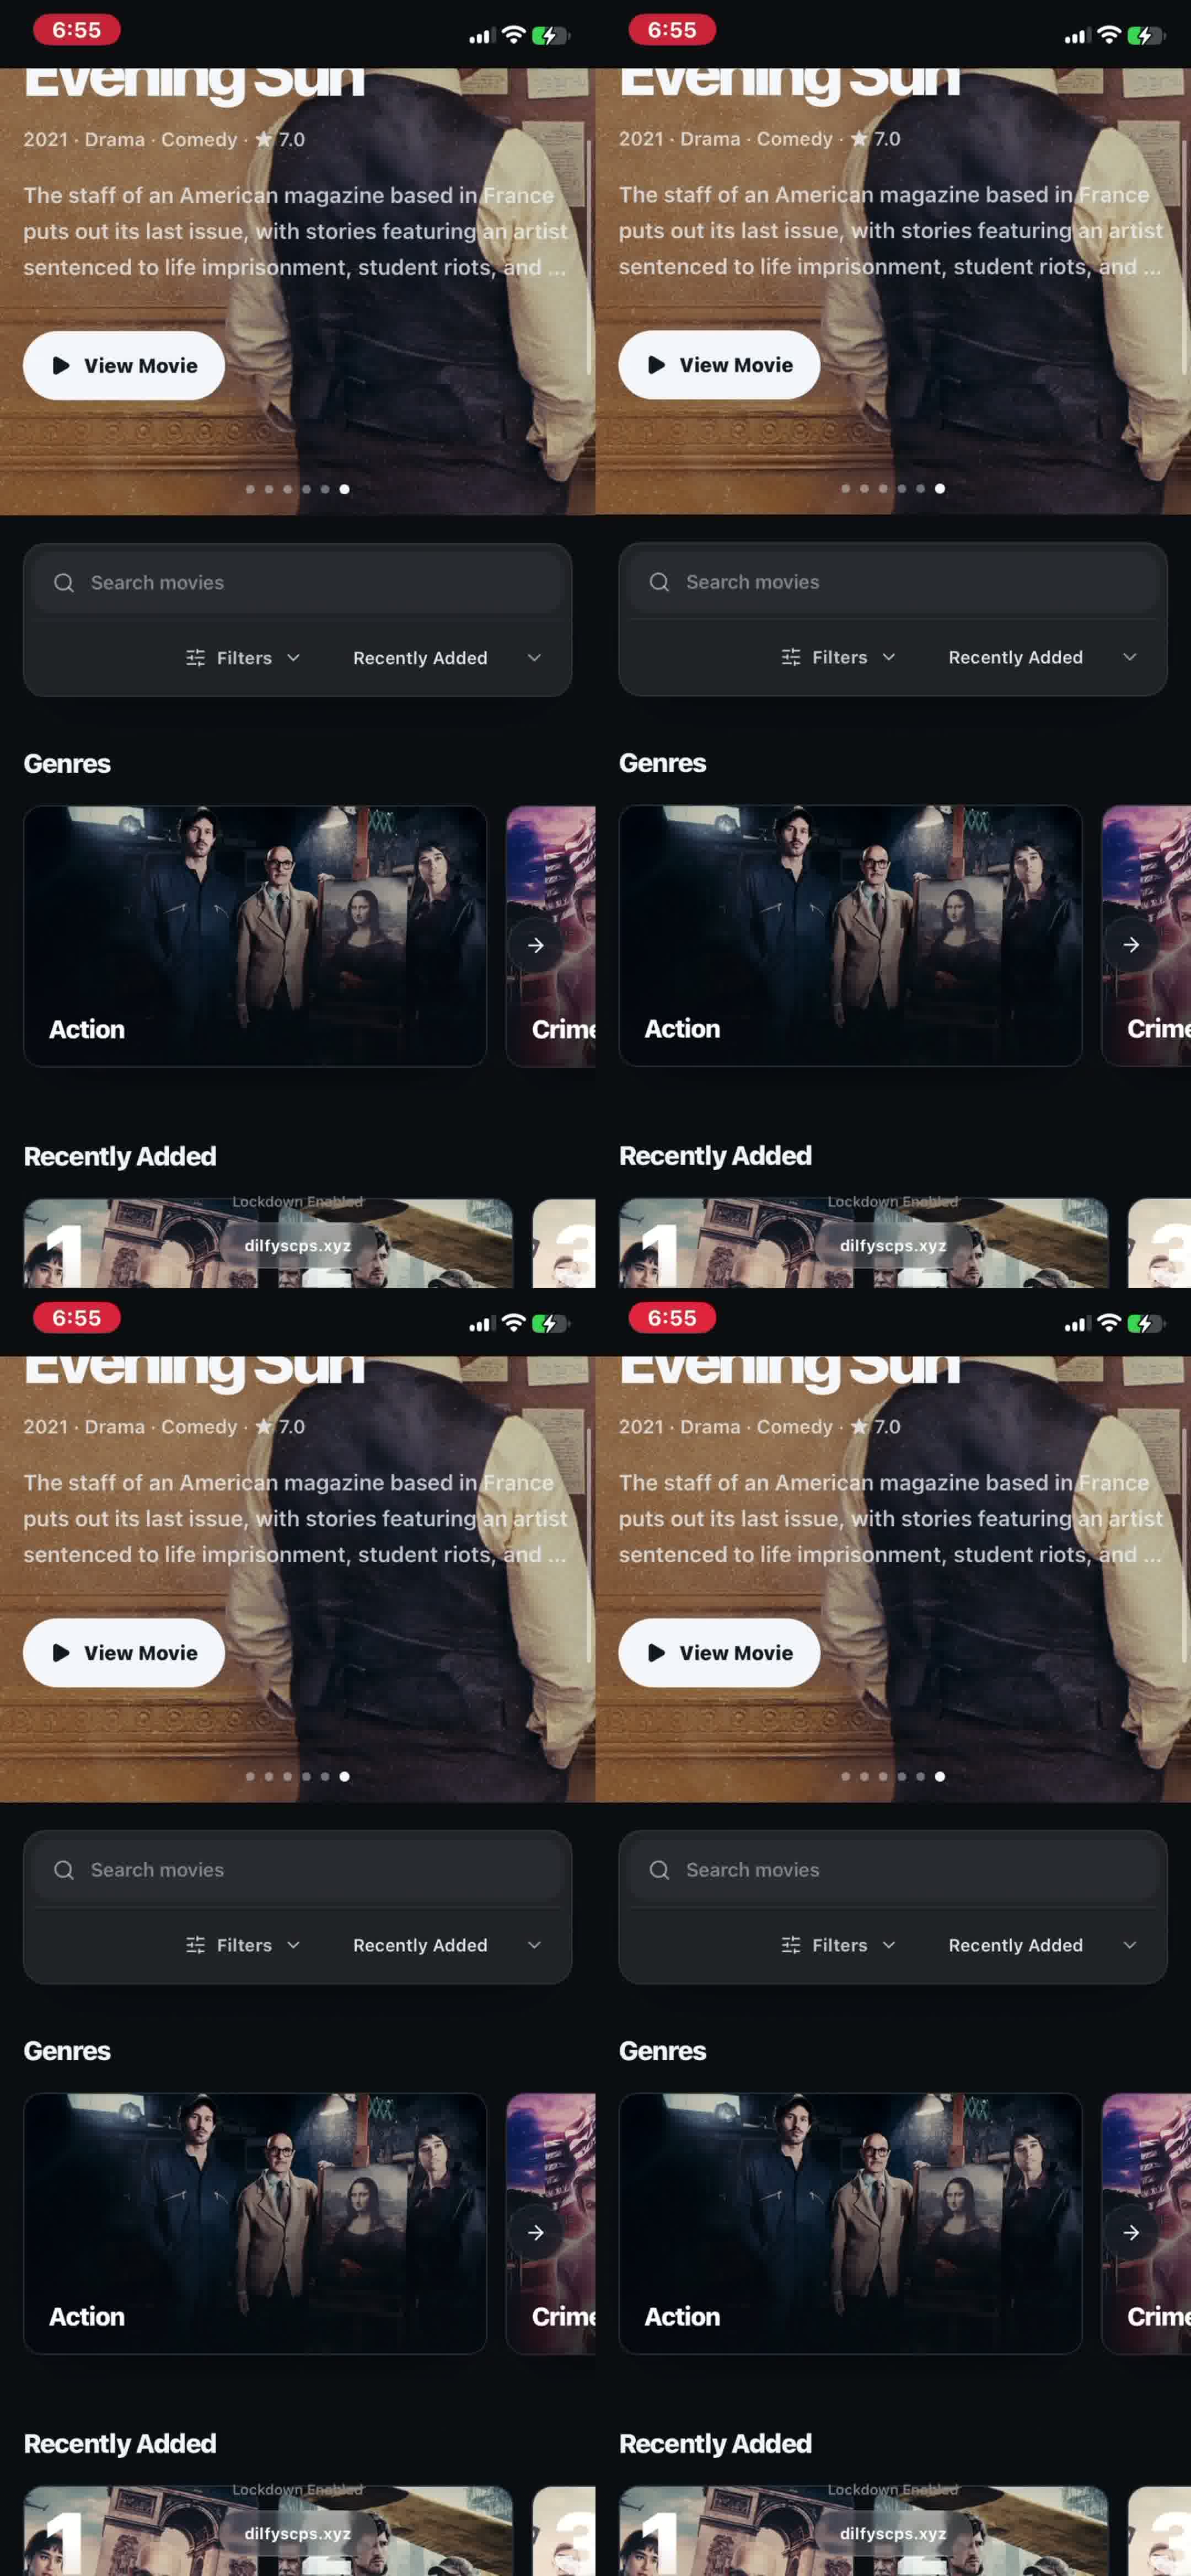 6:55
Evening Sun
2021 · Drama · Comedy · ★ 7.0
The staff of an American magazine based in France
puts out its last issue, with stories featuring an artist
sentenced to life imprisonment, student riots, and ...
View Movie
Search movies
Filters
Recently Added
Genres
Action
Crime
Recently Added
1
3
Lockdown Enabled
dilfyscps.xyz
6:55
Evening Sun
2021 · Drama · Comedy · ★ 7.0
The staff of an American magazine based in France
puts out its last issue, with stories featuring an artist
sentenced to life imprisonment, student riots, and ...
View Movie
Search movies
Filters
Recently Added
Genres
Action
Crime
Recently Added
1
3
Lockdown Enabled
dilfyscps.xyz
6:55
Evening Sun
2021 · Drama · Comedy · ★ 7.0
The staff of an American magazine based in France
puts out its last issue, with stories featuring an artist
sentenced to life imprisonment, student riots, and ...
View Movie
Search movies
Filters
Recently Added
Genres
Action
Crime
Recently Added
1
3
Lockdown Enabled
dilfyscps.xyz
6:55
Evening Sun
2021 · Drama · Comedy · ★ 7.0
The staff of an American magazine based in France
puts out its last issue, with stories featuring an artist
sentenced to life imprisonment, student riots, and ...
View Movie
Search movies
Filters
Recently Added
Genres
Action
Crime
Recently Added
1
3
Lockdown Enabled
dilfyscps.xyz